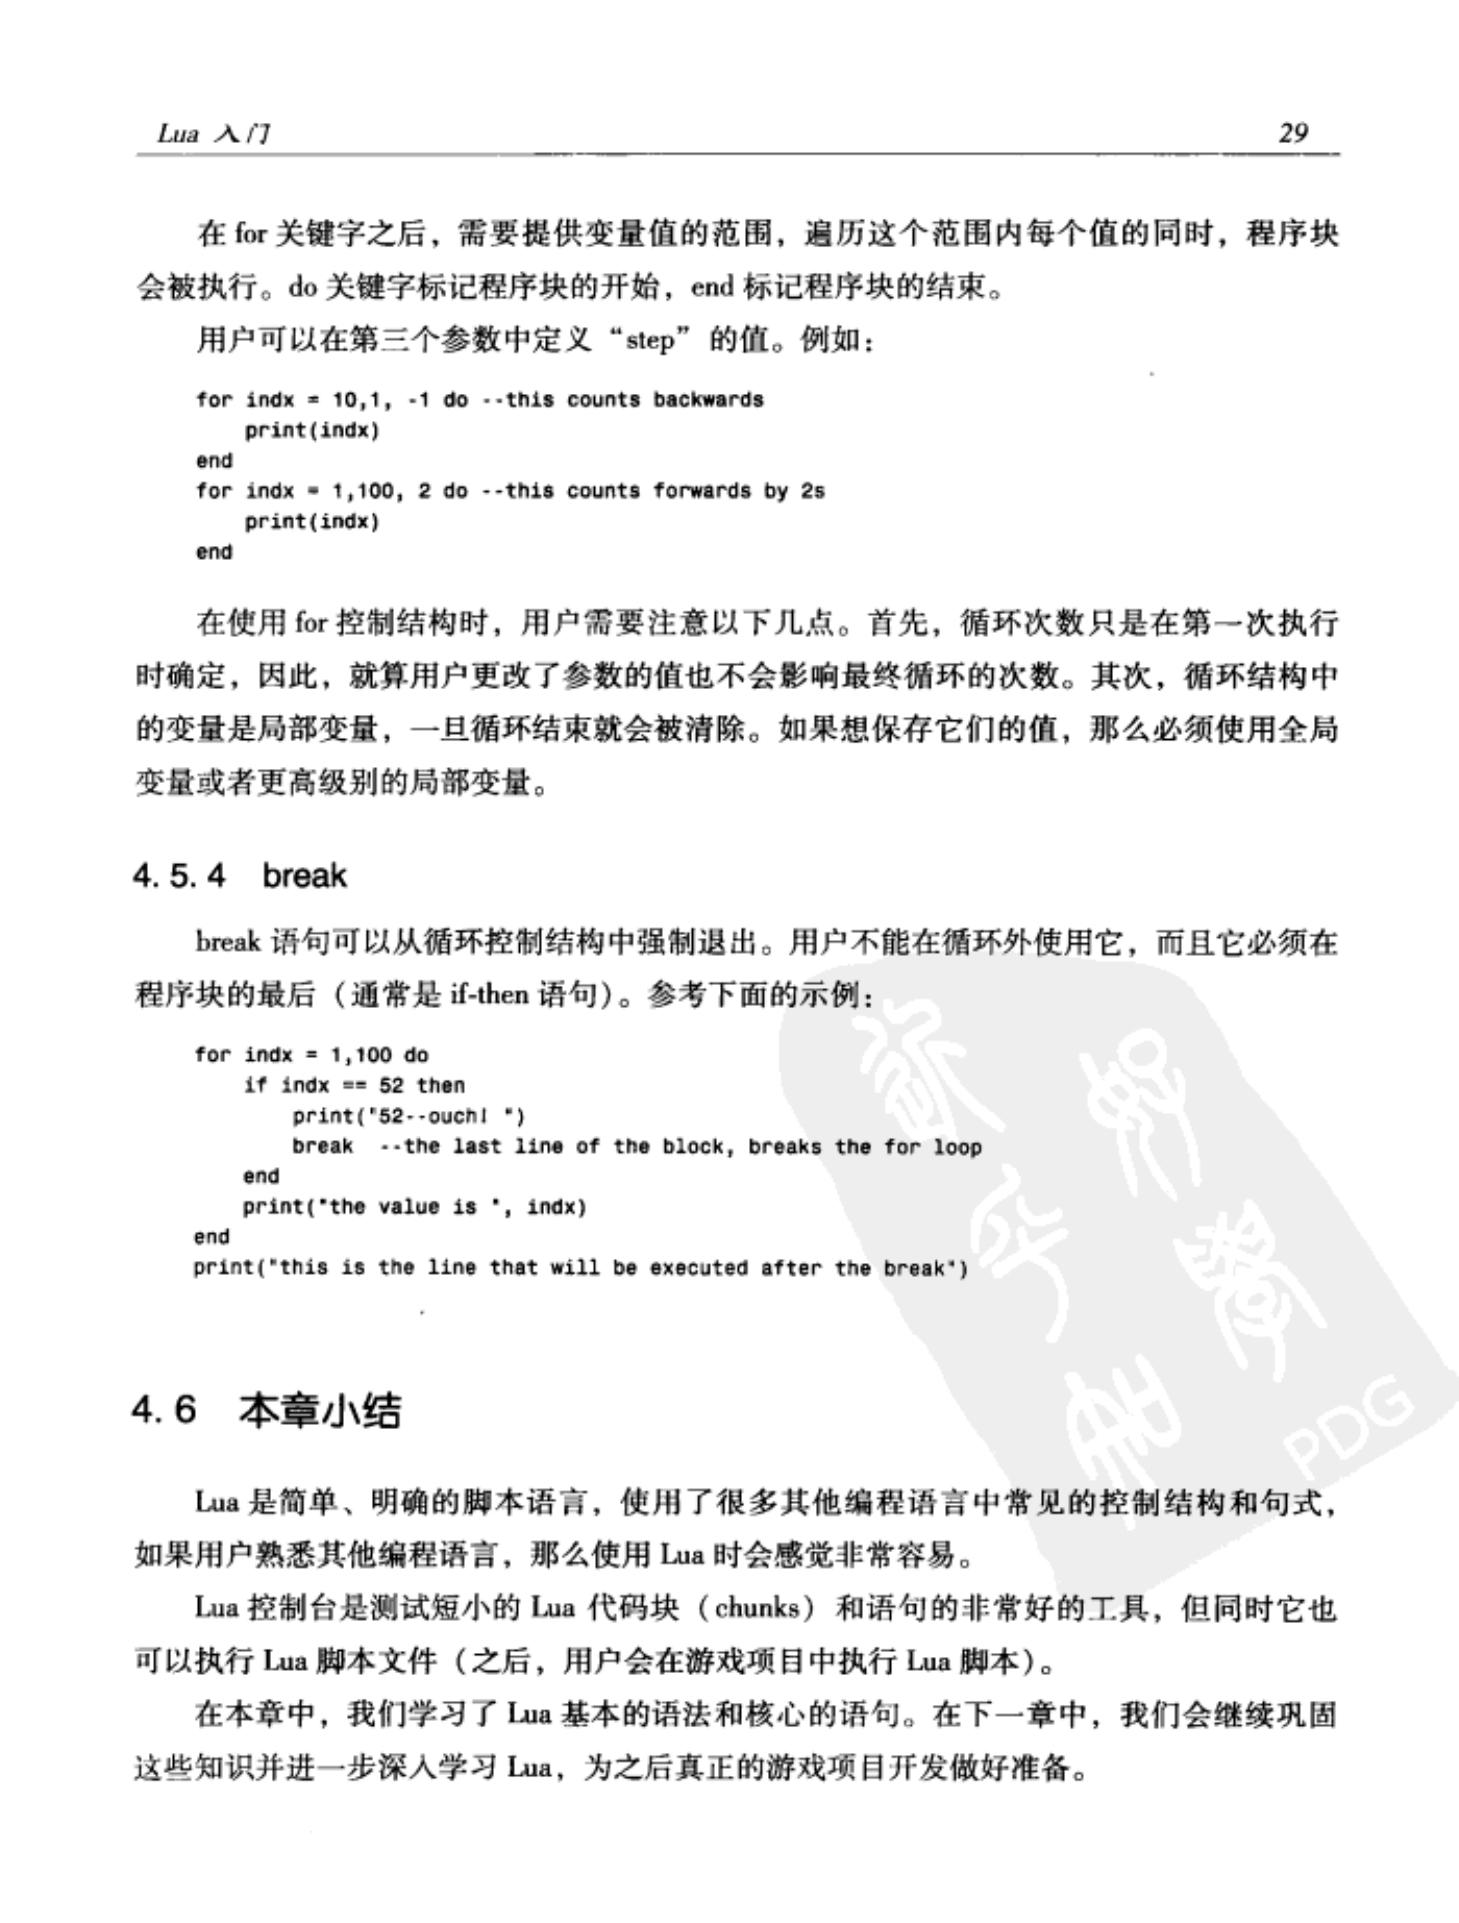 Lua 入门 29
在 for 关键字之后，需要提供变量值的范围，遍历这个范围内每个值的同时，程序块
会被执行。do 关键字标记程序块的开始，end 标记程序块的结束。
用户可以在第三个参数中定义“step”的值。例如：
for indx = 10,1, -1 do --this counts backwards
    print(indx)
end
for indx = 1,100, 2 do --this counts forwards by 2s
    print(indx)
end
在使用 for 控制结构时，用户需要注意以下几点。首先，循环次数只是在第一次执行
时确定，因此，就算用户更改了参数的值也不会影响最终循环的次数。其次，循环结构中
的变量是局部变量，一旦循环结束就会被清除。如果想保存它们的值，那么必须使用全局
变量或者更高级别的局部变量。
4.5.4 break
break 语句可以从循环控制结构中强制退出。用户不能在循环外使用它，而且它必须在
程序块的最后（通常是 if-then 语句）。参考下面的示例：
for indx = 1,100 do
    if indx == 52 then
        print("52--ouch! ")
        break  --the last line of the block, breaks the for loop
    end
    print("the value is ", indx)
end
print("this is the line that will be executed after the break")
4.6 本章小结
PDG
Lua 是简单、明确的脚本语言，使用了很多其他编程语言中常见的控制结构和句式，
如果用户熟悉其他编程语言，那么使用 Lua 时会感觉非常容易。
Lua 控制台是测试短小的 Lua 代码块（chunks）和语句的非常好的工具，但同时它也
可以执行 Lua 脚本文件（之后，用户会在游戏项目中执行 Lua 脚本）。
在本章中，我们学习了 Lua 基本的语法和核心的语句。在下一章中，我们会继续巩固
这些知识并进一步深入学习 Lua，为之后真正的游戏项目开发做好准备。